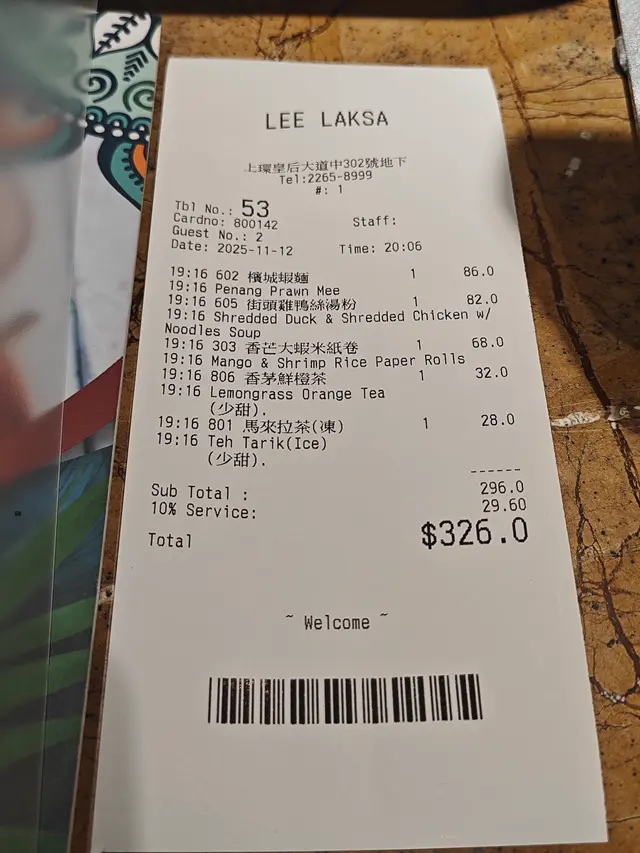 LEE LAKSA
上環皇后大道中302號地下
Tel:2265-8999
#: 1
Tbl No.: 53
Cardno: 800142 Staff:
Guest No.: 2
Date: 2025-11-12 Time: 20:06
19:16 602 檳城蝦麵 1 86.0
19:16 Penang Prawn Mee
19:16 605 街頭雞鴨絲湯粉 1 82.0
19:16 Shredded Duck & Shredded Chicken w/
Noodles Soup
19:16 303 香芒大蝦米紙卷 1 68.0
19:16 Mango & Shrimp Rice Paper Rolls
19:16 806 香茅鮮橙茶 1 32.0
19:16 Lemongrass Orange Tea
(少甜).
19:16 801 馬來拉茶(凍) 1 28.0
19:16 Teh Tarik(Ice)
(少甜).
------
Sub Total : 296.0
10% Service: 29.60
Total $326.0
~ Welcome ~